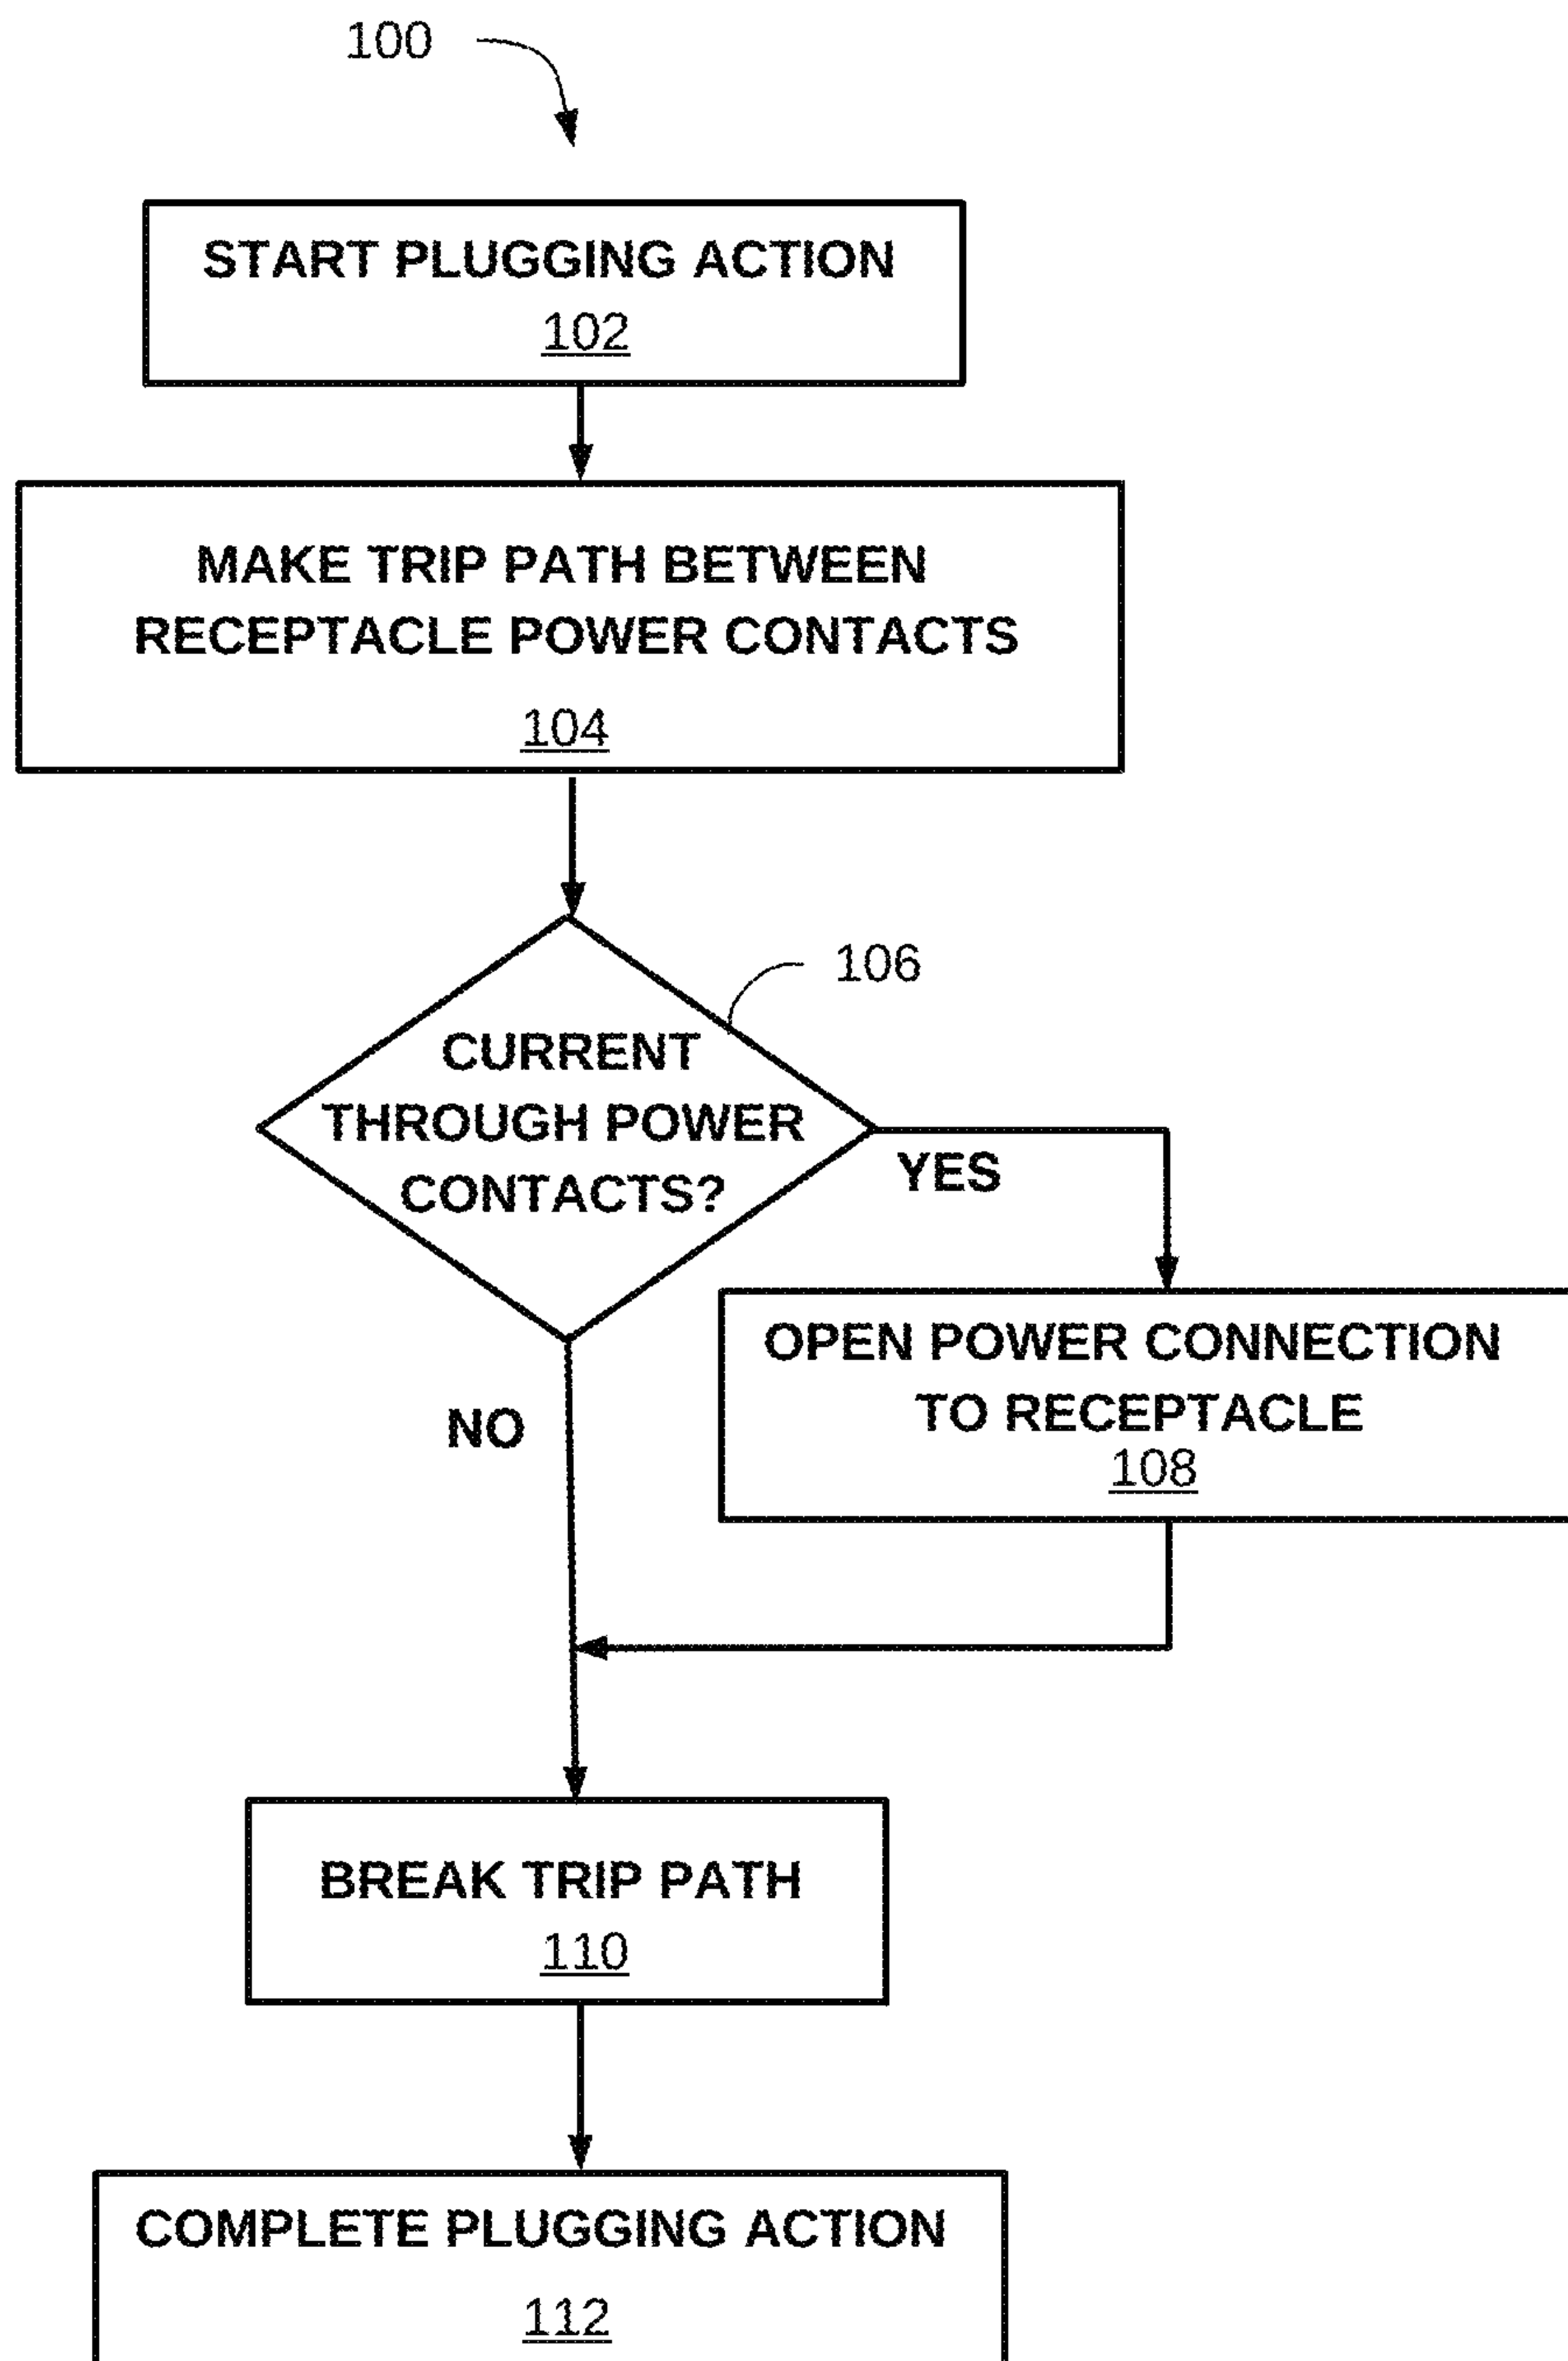 100
START PLUGGING ACTION
102
MAKE TRIP PATH BETWEEN
RECEPTACLE POWER CONTACTS
104
106
CURRENT
THROUGH POWER
CONTACTS?
YES
OPEN POWER CONNECTION
TO RECEPTACLE
108
NO
BREAK TRIP PATH
110
COMPLETE PLUGGING ACTION
112